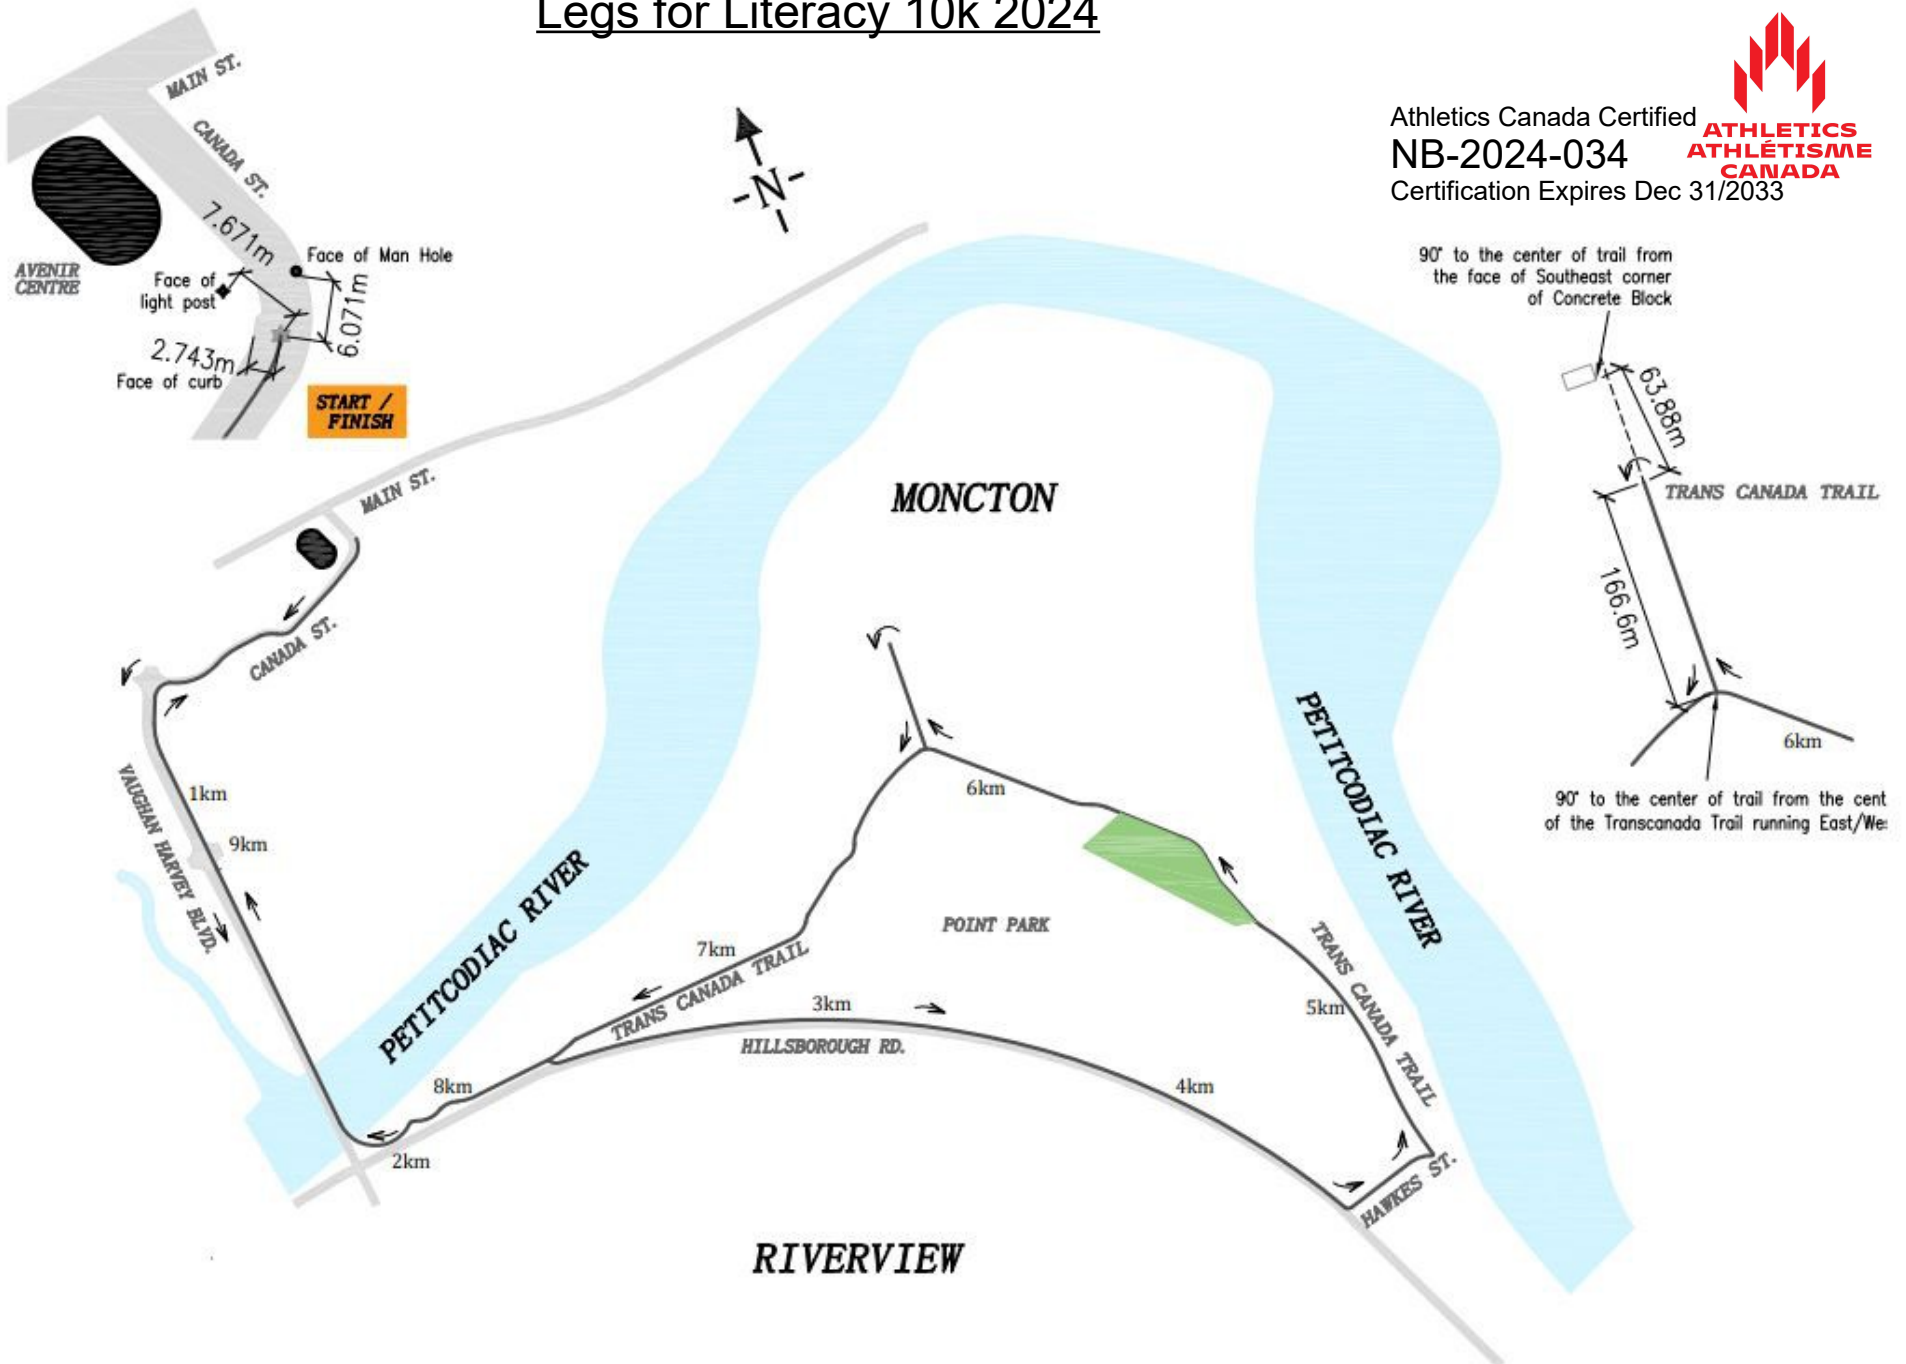 Legs for Literacy 10k 2024
Athletics Canada Certified
NB-2024-034
Certification Expires Dec 31/2033
ATHLETICS
ATHLÉTISME
CANADA
MAIN ST.
CANADA ST.
7.671m
Face of Man Hole
AVENIR
CENTRE
Face of
light post
6.071m
2.743m
Face of curb
START /
FINISH
90° to the center of trail from
the face of Southeast corner
of Concrete Block
63.88m
TRANS CANADA TRAIL
166.6m
6km
90° to the center of trail from the cent
of the Transcanada Trail running East/We
MAIN ST.
MONCTON
CANADA ST.
VAUGHAN HARVEY BLVD.
1km
9km
PETITCODIAC RIVER
PETITCODIAC RIVER
6km
POINT PARK
7km
TRANS CANADA TRAIL
3km
HILLSBOROUGH RD.
TRANS CANADA TRAIL
5km
4km
8km
2km
HAWKES ST.
RIVERVIEW